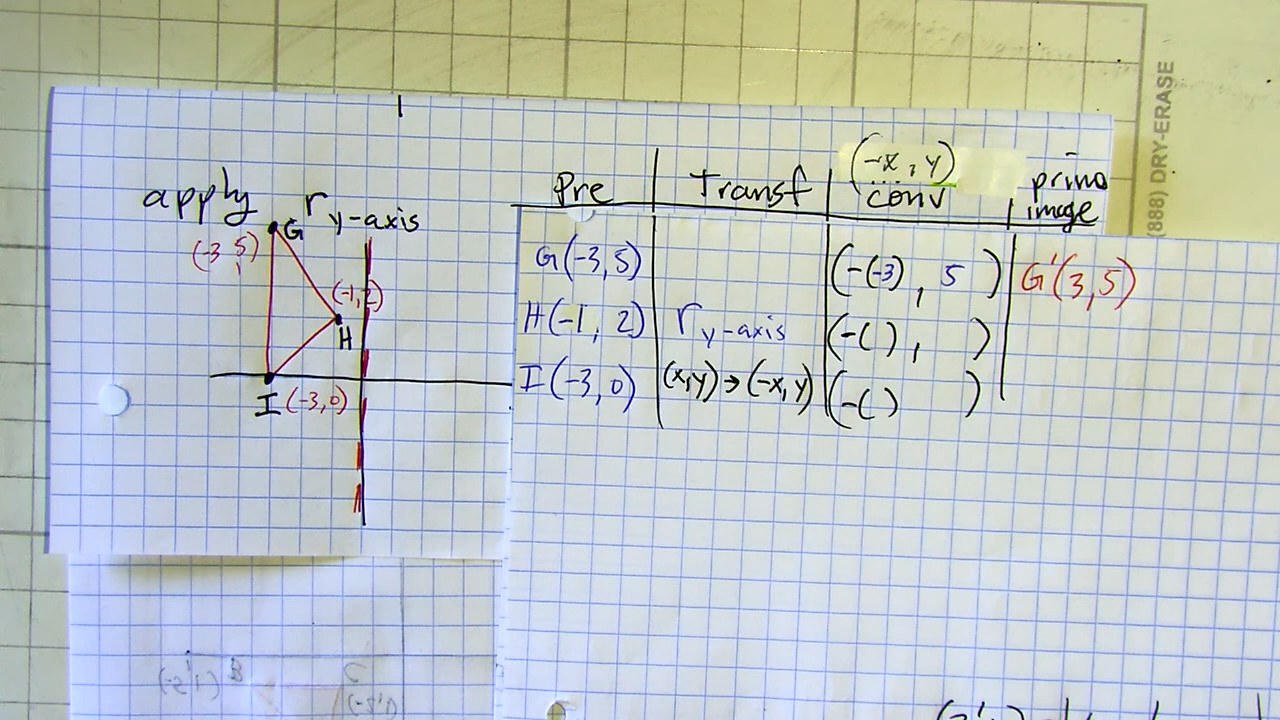 apply r y-axis
G
(-3, 5)
(-1, 2)
H
I (-3,0)
(-x, y)
Pre Transf conv prime image
G(-3,5) (-(-3), 5) G'(3,5)
H(-1, 2) r y-axis (-( ), )
I(-3,0) (x,y)→(-x, y) (-( ) )
(888) DRY-ERASE